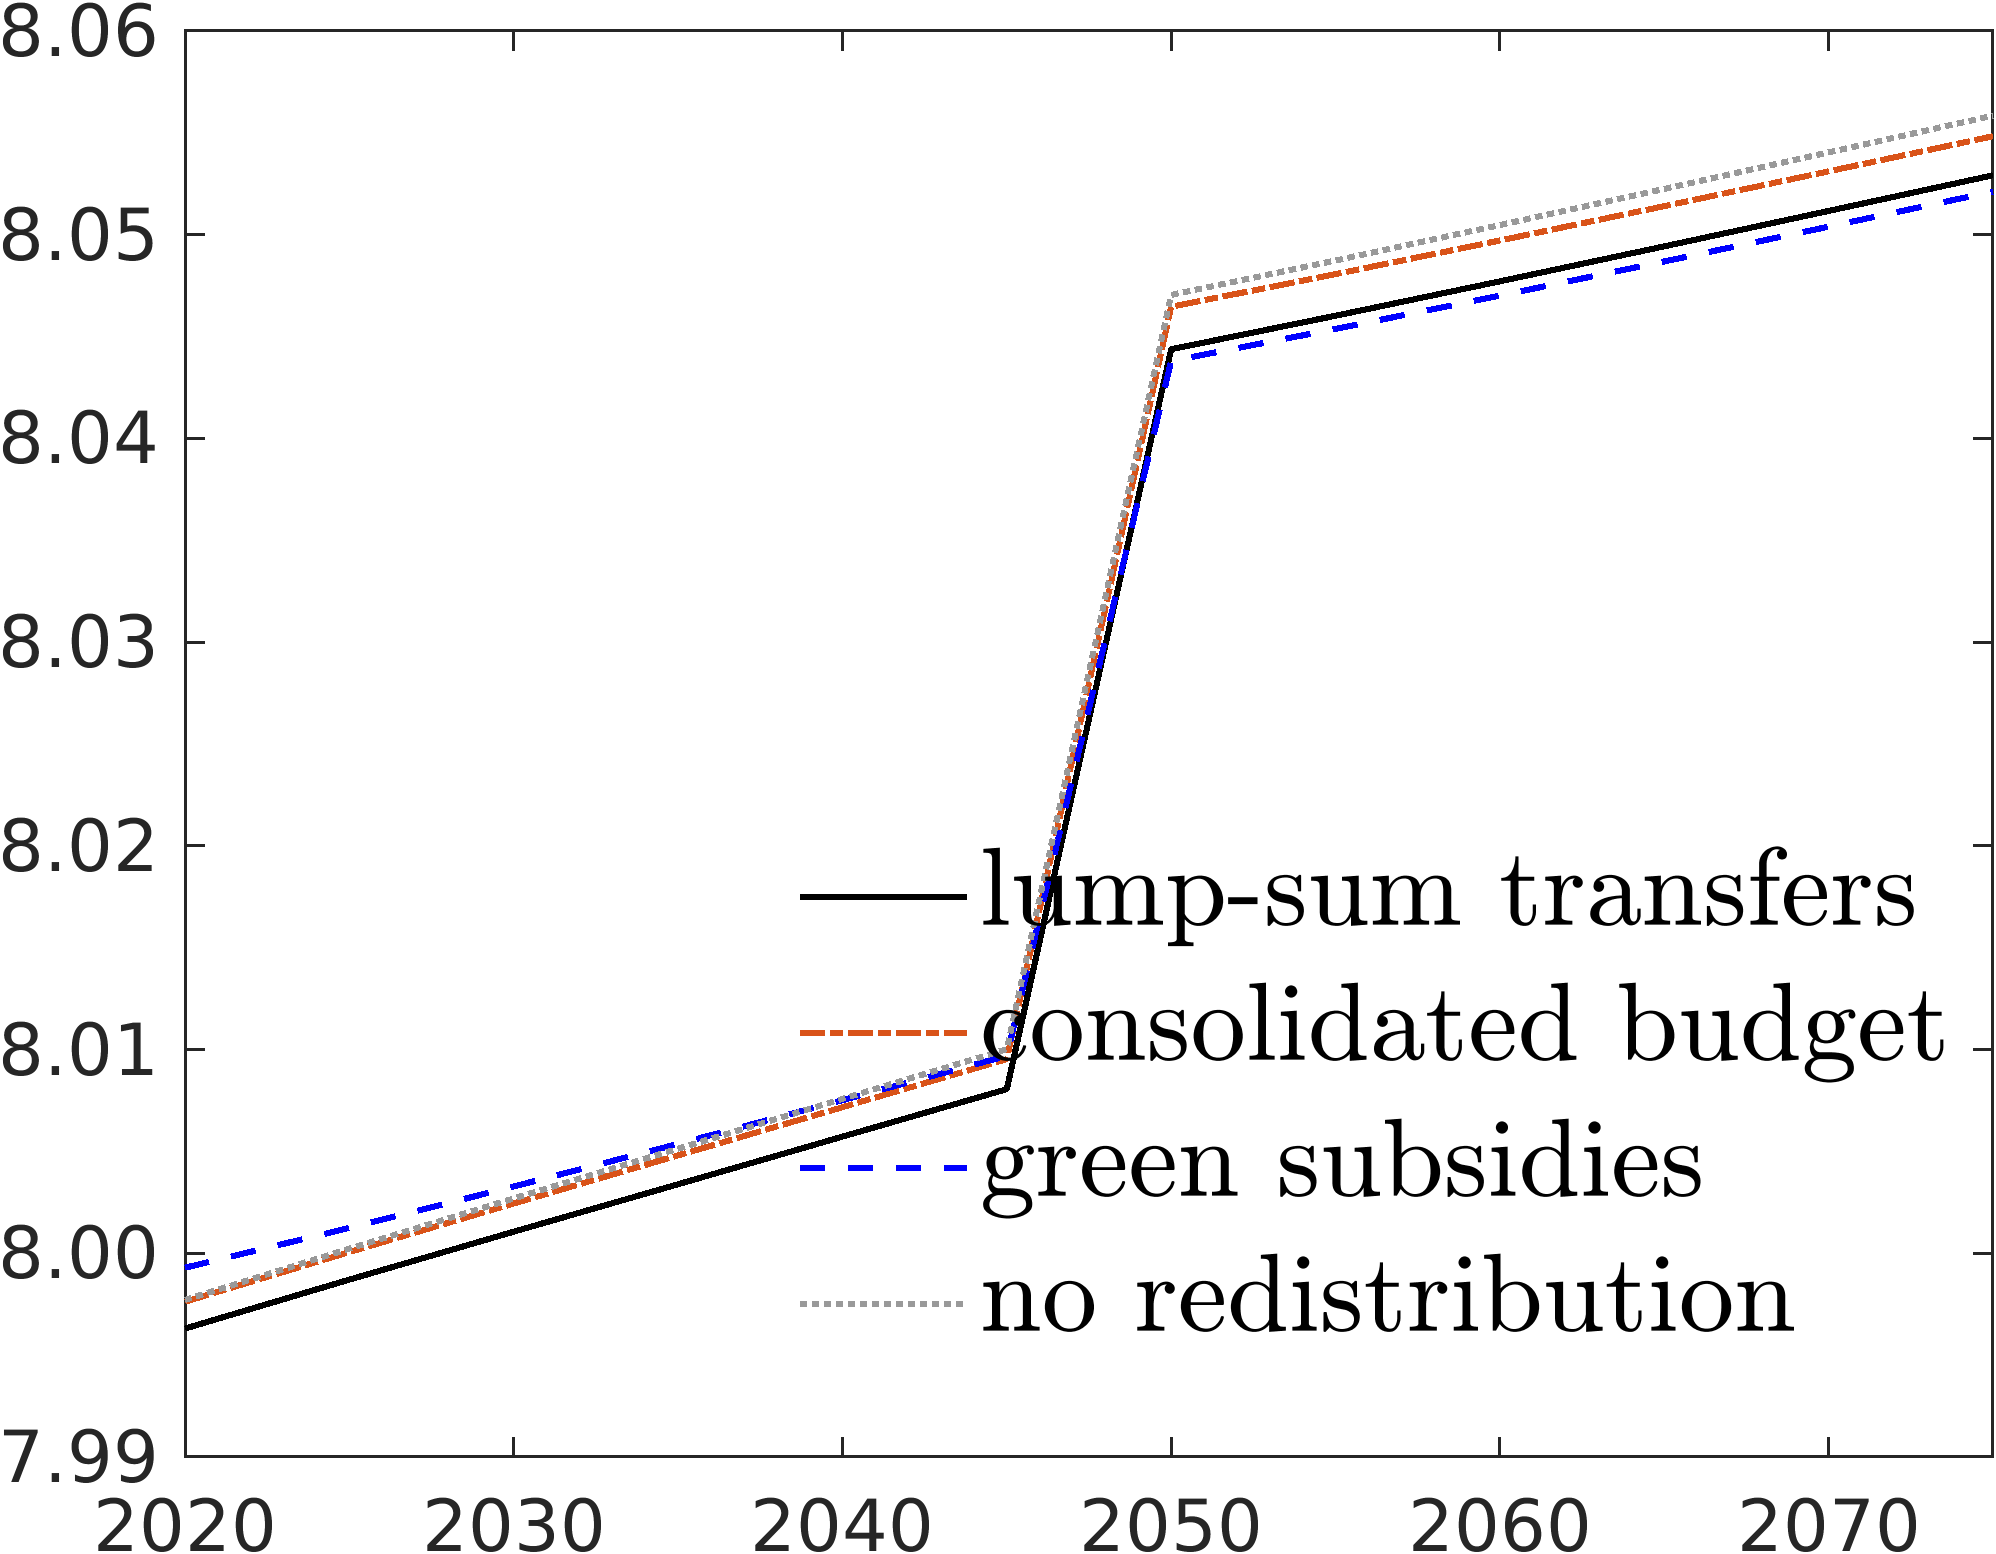 8.06
8.05
8.04
8.03
8.02
8.01
8.00
7.99
2020 2030 2040 2050 2060 2070
lump-sum transfers
consolidated budget
green subsidies
no redistribution